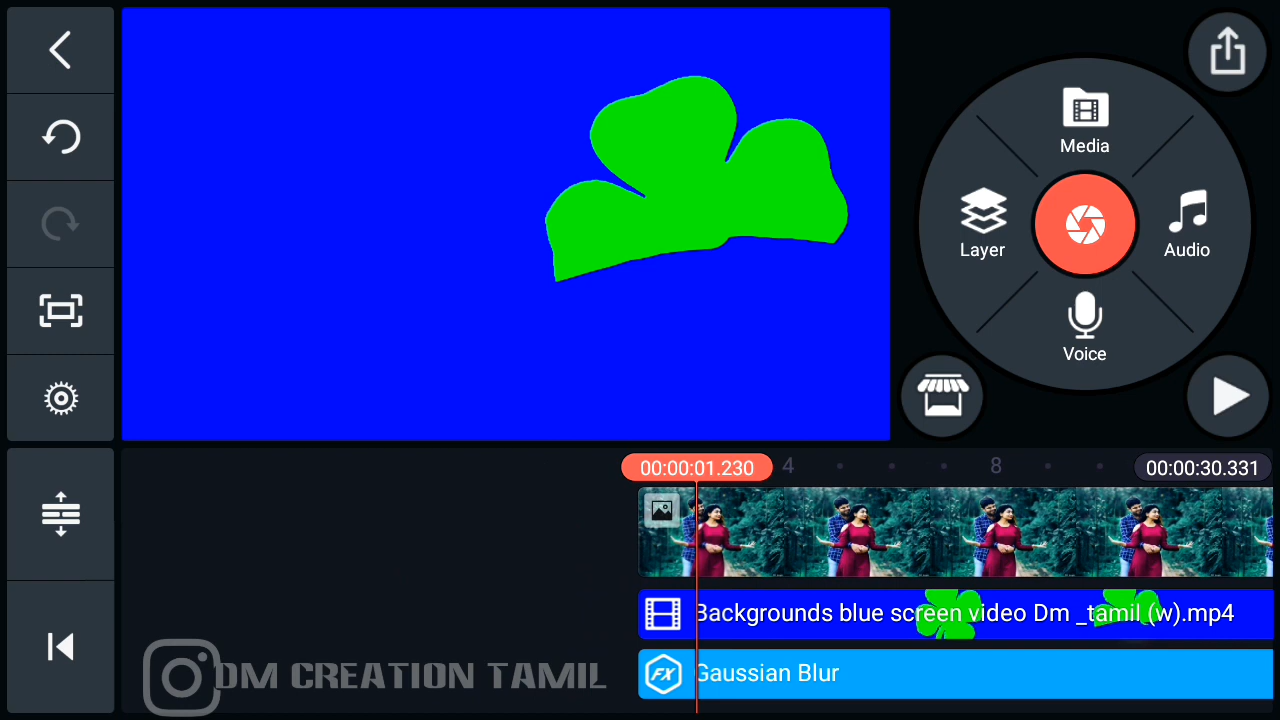 Media
Layer
Audio
Voice
00:00:01.230
4
8
00:00:30.331
Backgrounds blue screen video Dm _tamil (w).mp4
FX
Gaussian Blur
DM CREATION TAMIL